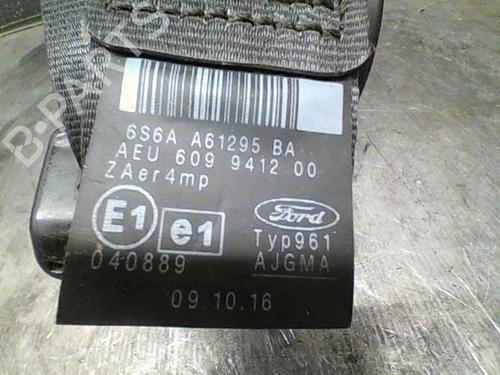 B-PARTS
6S6A A61295 BA
AEU 609 9412 00
ZAer4mp
E1 e1 Ford
Typ961
040889 AJGMA
09.10.16